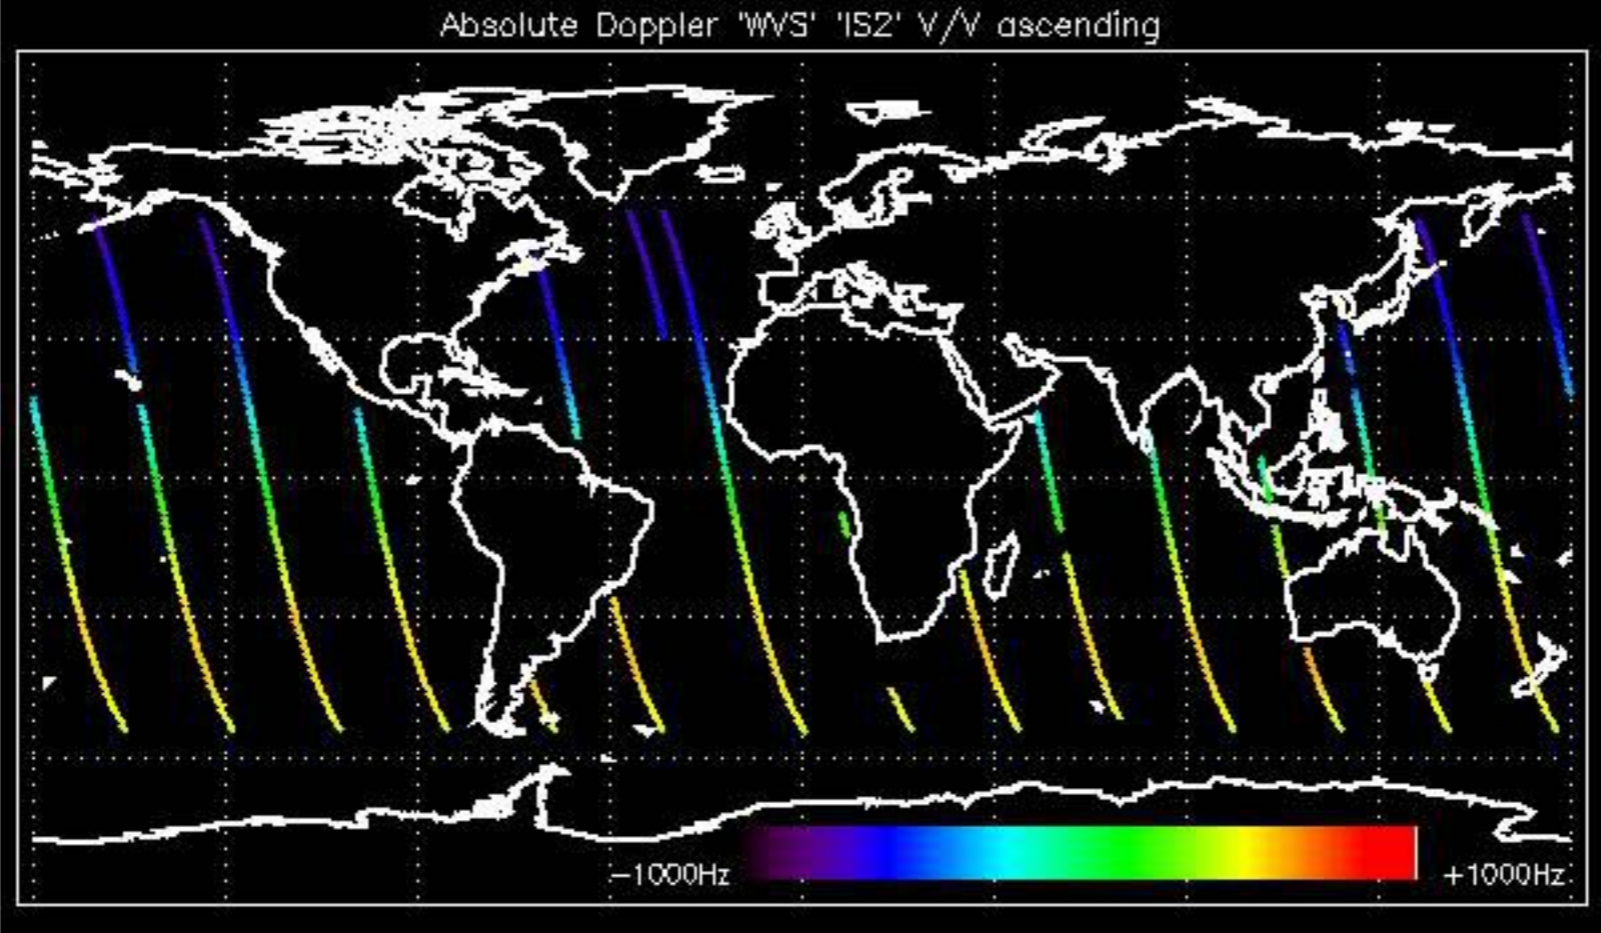 Absolute Doppler 'WVS' 'IS2' V/V ascending
-1000Hz +1000Hz